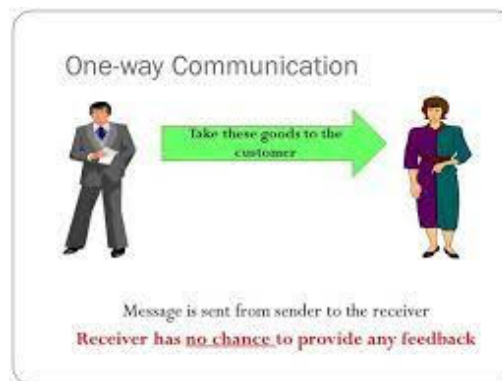 One-way Communication
Take these goods to the
customer
Message is sent from sender to the receiver
Receiver has no chance to provide any feedback